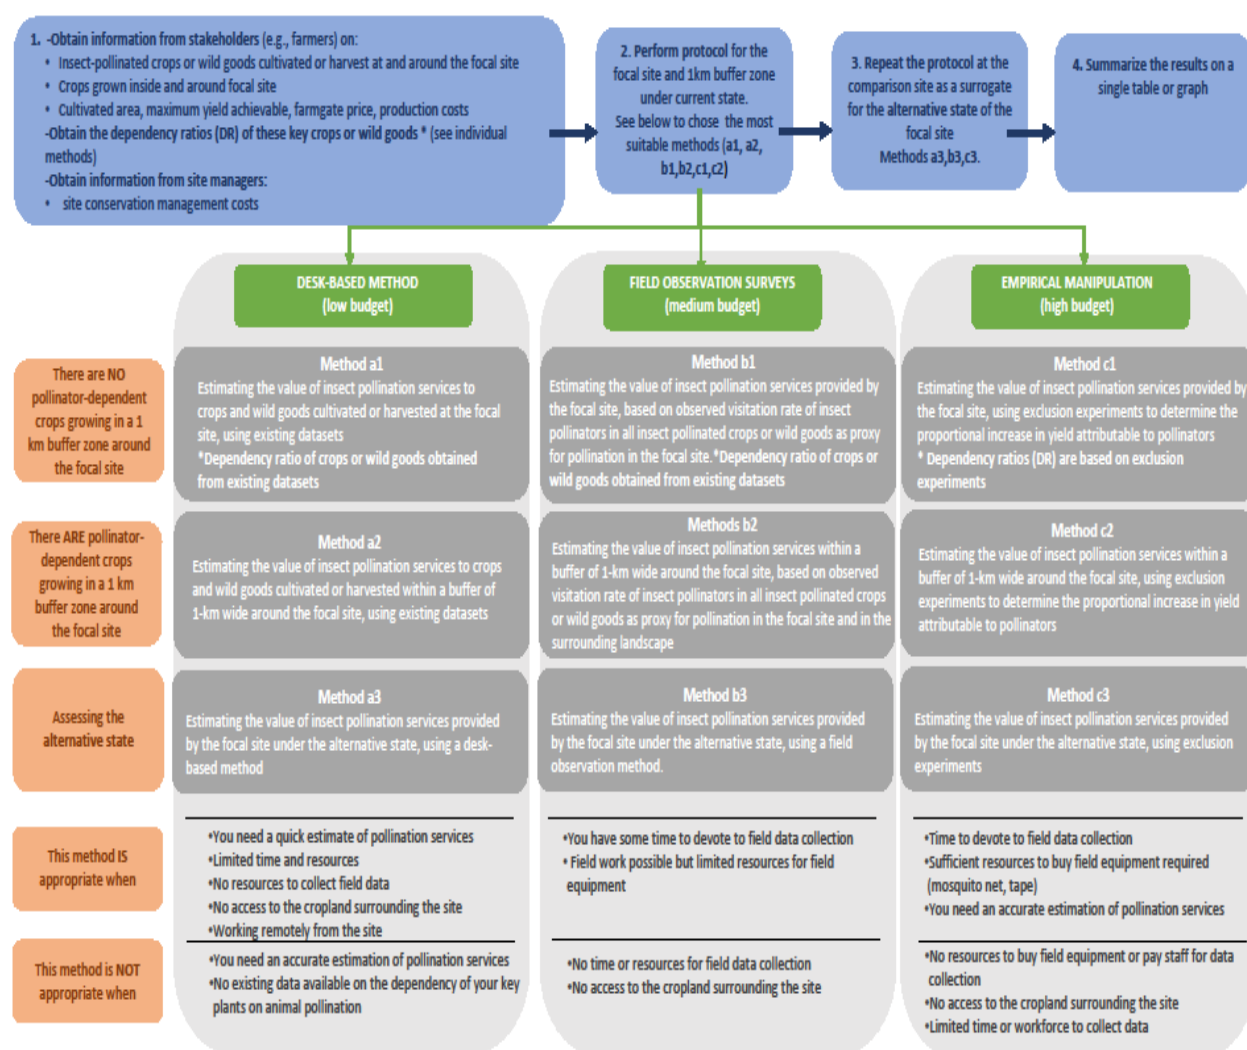 1. -Obtain information from stakeholders (e.g., farmers) on:
• Insect-pollinated crops or wild goods cultivated or harvest at and around the focal site
• Crops grown inside and around focal site
• Cultivated area, maximum yield achievable, farmgate price, production costs
-Obtain the dependency ratios (DR) of these key crops or wild goods * (see individual
methods)
-Obtain information from site managers:
• site conservation management costs
2. Perform protocol for the
focal site and 1km buffer zone
under current state.
See below to chose the most
suitable methods (a1, a2,
b1,b2,c1,c2)
3. Repeat the protocol at the
comparison site as a surrogate
for the alternative state of the
focal site
Methods a3,b3,c3.
4. Summarize the results on a
single table or graph
DESK-BASED METHOD
(low budget)
FIELD OBSERVATION SURVEYS
(medium budget)
EMPIRICAL MANIPULATION
(high budget)
There are NO
pollinator-dependent
crops growing in a 1
km buffer zone around
the focal site
Method a1
Estimating the value of insect pollination services to
crops and wild goods cultivated or harvested at the focal
site, using existing datasets
*Dependency ratio of crops or wild goods obtained
from existing datasets
Method b1
Estimating the value of insect pollination services provided by
the focal site, based on observed visitation rate of insect
pollinators in all insect pollinated crops or wild goods as proxy
for pollination in the focal site.*Dependency ratio of crops or
wild goods obtained from existing datasets
Method c1
Estimating the value of insect pollination services provided by
the focal site, using exclusion experiments to determine the
proportional increase in yield attributable to pollinators
* Dependency ratios (DR) are based on exclusion
experiments
There ARE pollinator-
dependent crops
growing in a 1 km
buffer zone around
the focal site
Method a2
Estimating the value of insect pollination services to crops
and wild goods cultivated or harvested within a buffer of
1-km wide around the focal site, using existing datasets
Methods b2
Estimating the value of insect pollination services within a
buffer of 1-km wide around the focal site, based on observed
visitation rate of insect pollinators in all insect pollinated crops
or wild goods as proxy for pollination in the focal site and in the
surrounding landscape
Method c2
Estimating the value of insect pollination services within a
buffer of 1-km wide around the focal site, using exclusion
experiments to determine the proportional increase in yield
attributable to pollinators
Assessing the
alternative state
Method a3
Estimating the value of insect pollination services provided
by the focal site under the alternative state, using a desk-
based method
Method b3
Estimating the value of insect pollination services provided
by the focal site under the alternative state, using a field
observation method.
Method c3
Estimating the value of insect pollination services provided
by the focal site under the alternative state, using exclusion
experiments
This method IS
appropriate when
•You need a quick estimate of pollination services
•Limited time and resources
•No resources to collect field data
•No access to the cropland surrounding the site
•Working remotely from the site
•You have some time to devote to field data collection
• Field work possible but limited resources for field
equipment
•Time to devote to field data collection
•Sufficient resources to buy field equipment required
(mosquito net, tape)
•You need an accurate estimation of pollination services
This method is NOT
appropriate when
•You need an accurate estimation of pollination services
•No existing data available on the dependency of your key
plants on animal pollination
•No time or resources for field data collection
•No access to the cropland surrounding the site
•No resources to buy field equipment or pay staff for data
collection
•No access to the cropland surrounding the site
•Limited time or workforce to collect data